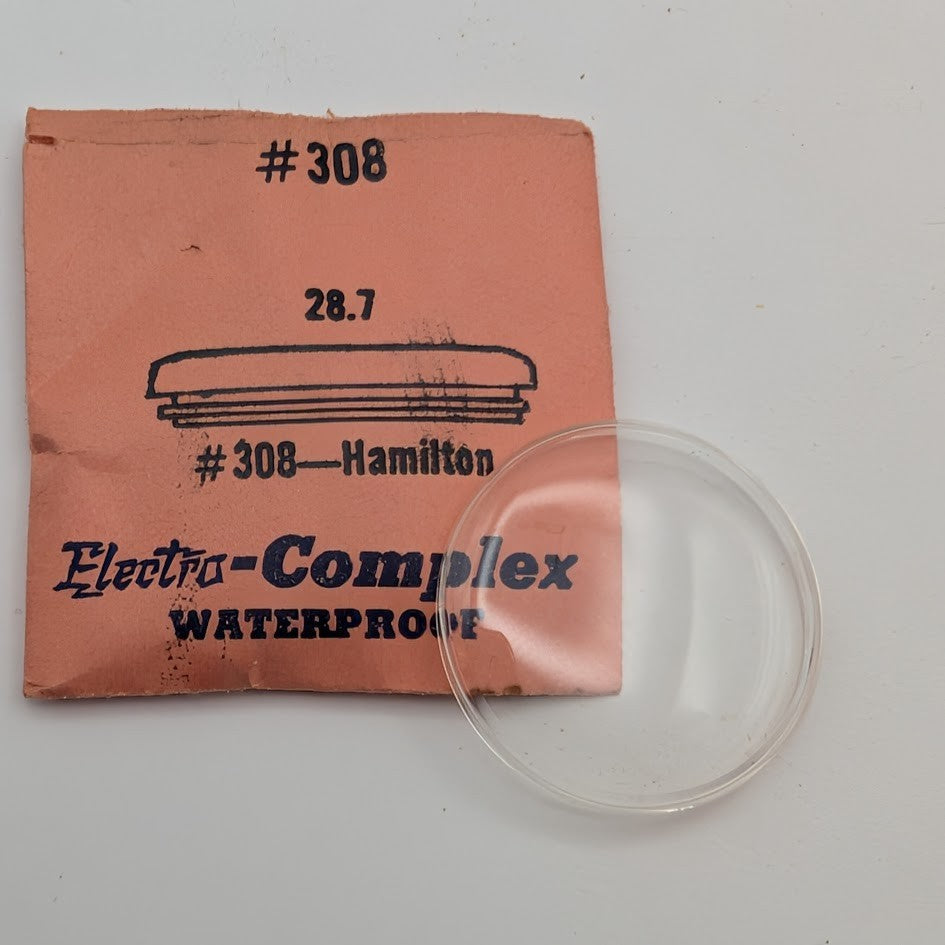 #308
28.7
#308—Hamilton
Electro-Complex
WATERPROOF